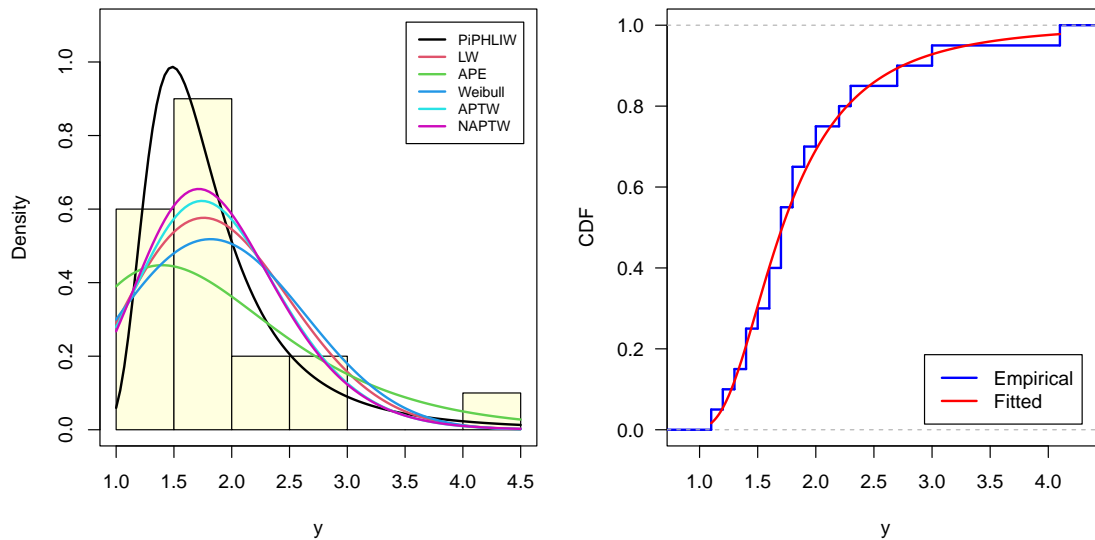 PiPHLIW
LW
APE
Weibull
APTW
NAPTW
Density
0.0 0.2 0.4 0.6 0.8 1.0
1.0 1.5 2.0 2.5 3.0 3.5 4.0 4.5
y
CDF
0.0 0.2 0.4 0.6 0.8 1.0
Empirical
Fitted
1.0 1.5 2.0 2.5 3.0 3.5 4.0
y